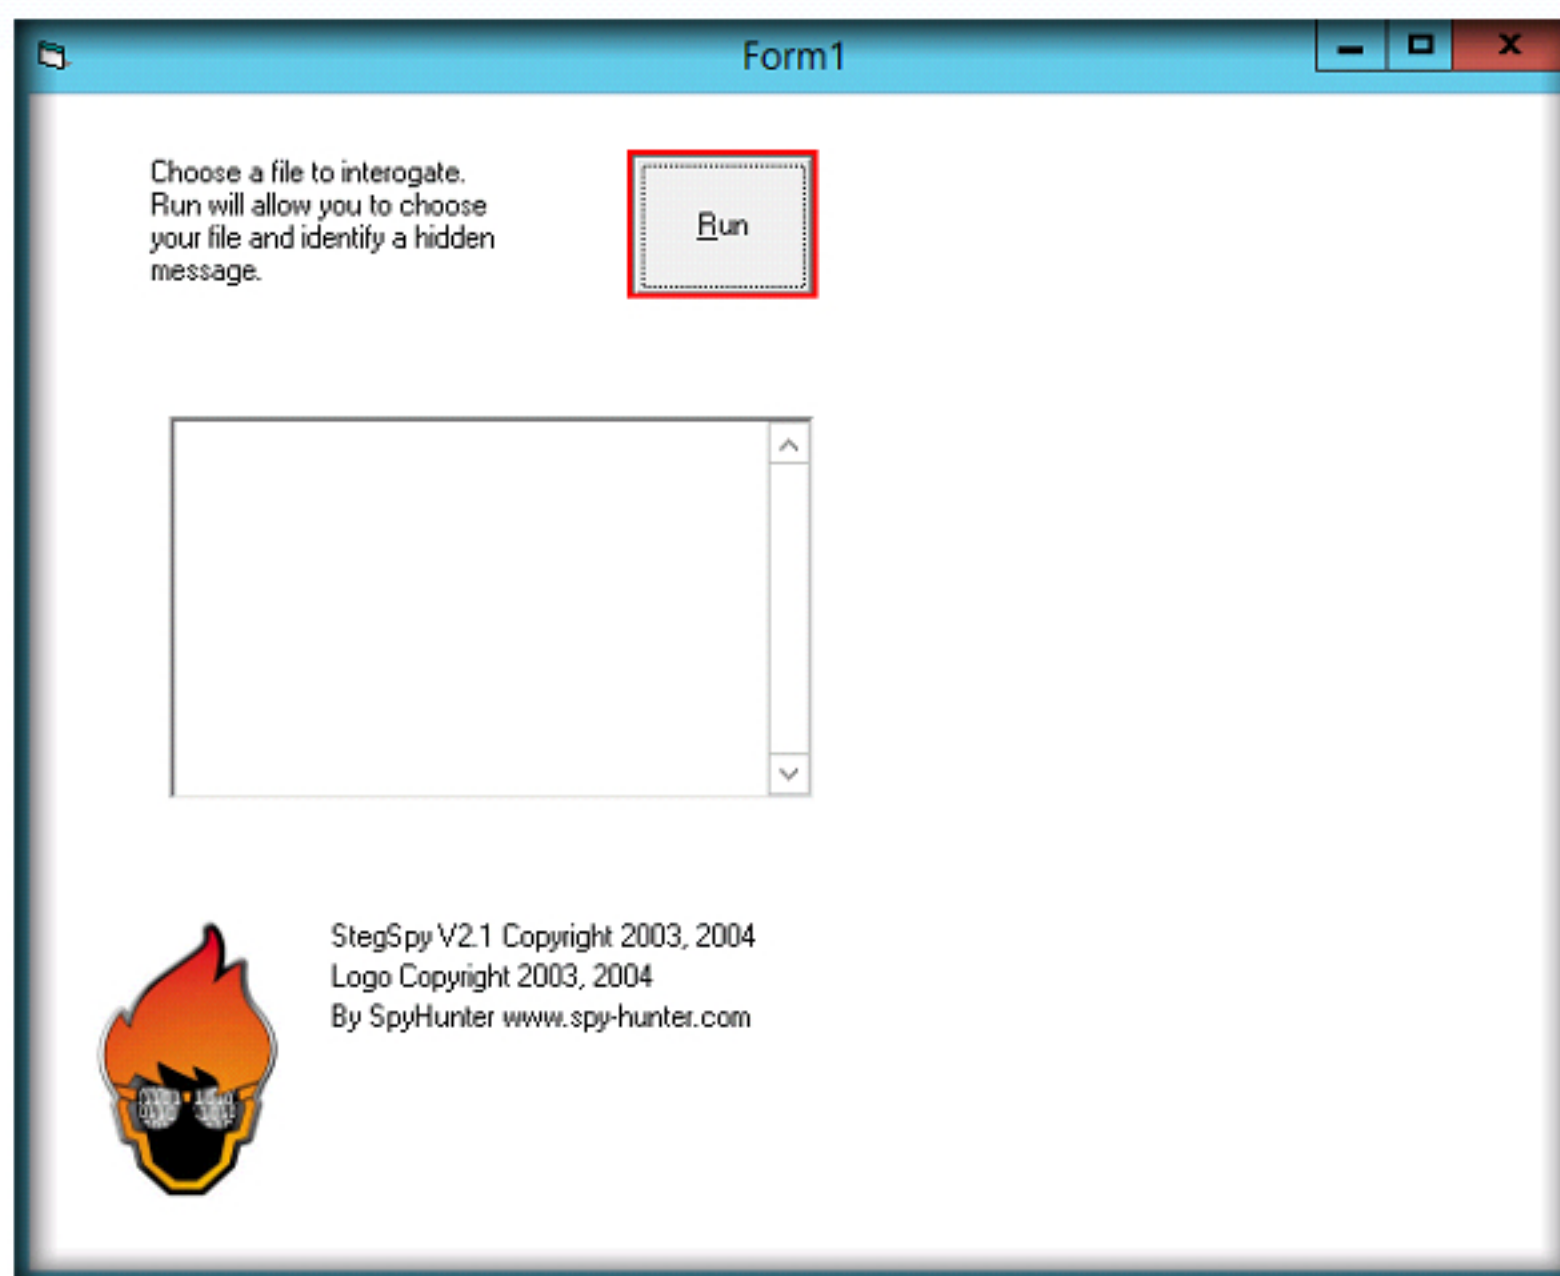 Form1
Choose a file to interogate.
Run will allow you to choose
your file and identify a hidden
message.
Run
StegSpy V2.1 Copyright 2003, 2004
Logo Copyright 2003, 2004
By SpyHunter www.spy-hunter.com